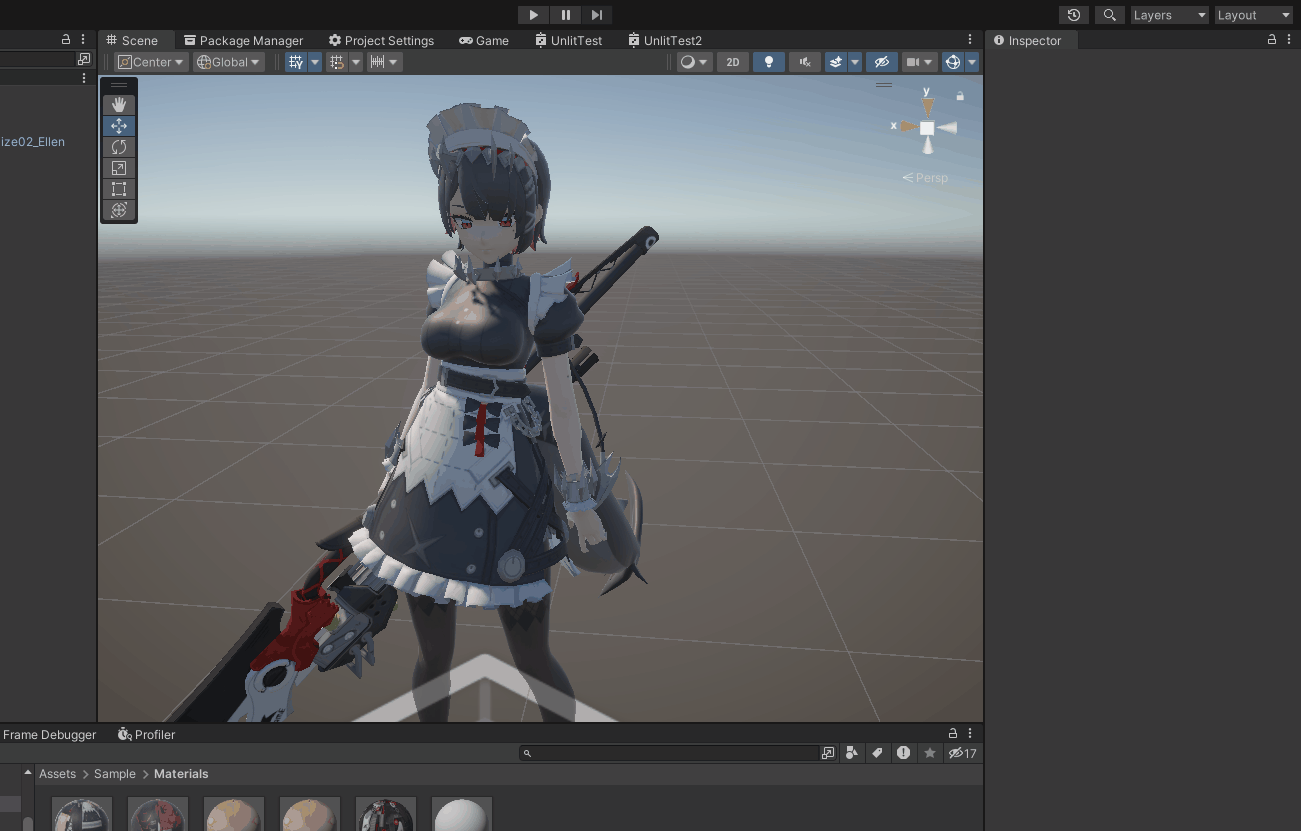 Layers
Layout
Scene
Package Manager
Project Settings
Game
UnlitTest
UnlitTest2
Inspector
Center
Global
2D
y
x
Persp
ize02_Ellen
Frame Debugger
Profiler
17
Assets > Sample > Materials